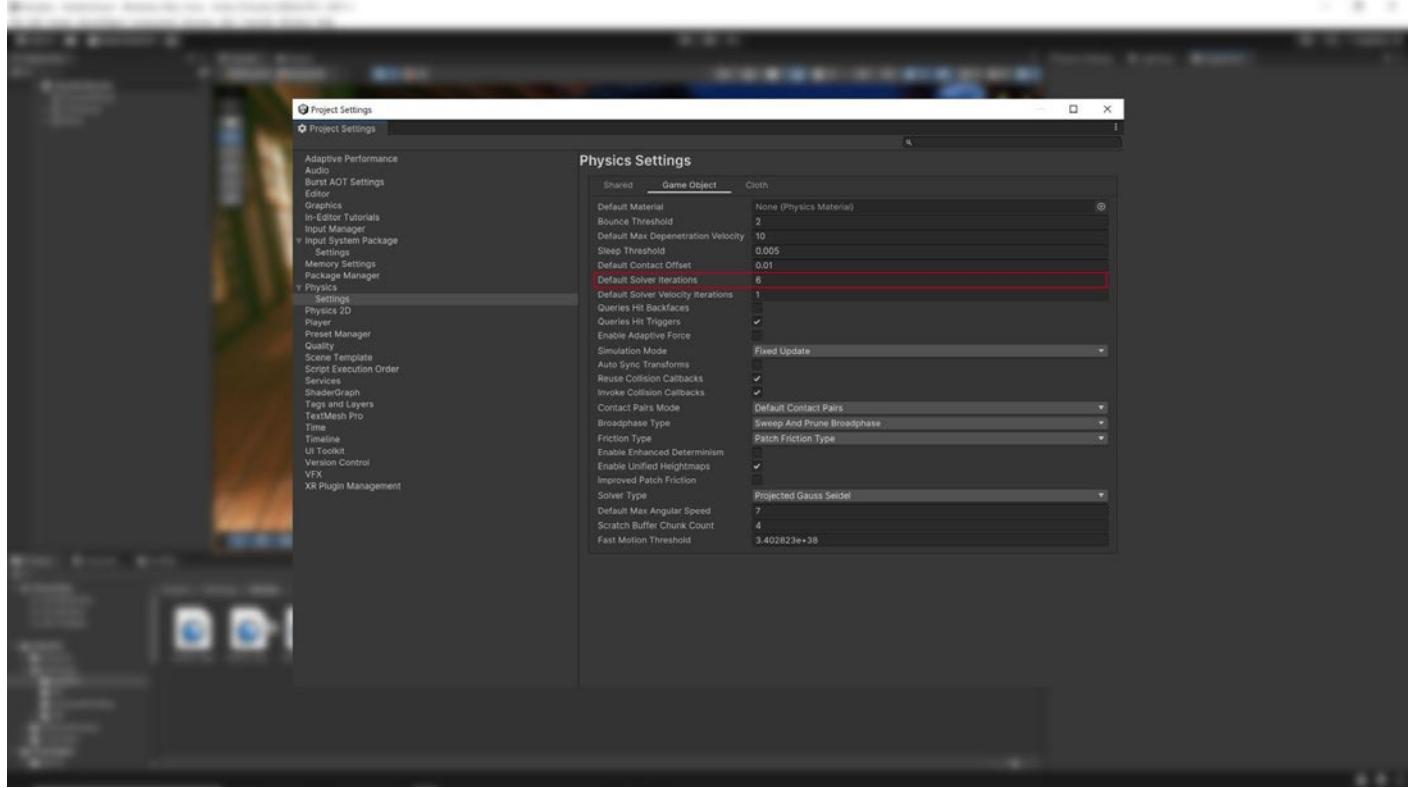 Project Settings
Project Settings
Adaptive Performance
Audio
Burst AOT Settings
Editor
Graphics
In-Editor Tutorials
Input Manager
Input System Package
Settings
Memory Settings
Package Manager
Physics
Settings
Physics 2D
Player
Preset Manager
Quality
Scene Template
Script Execution Order
Services
ShaderGraph
Tags and Layers
TextMesh Pro
Time
Timeline
UI Toolkit
Version Control
VFX
XR Plugin Management
Physics Settings
Shared Game Object Cloth
Default Material None (Physics Material)
Bounce Threshold 2
Default Max Depenetration Velocity 10
Sleep Threshold 0.005
Default Contact Offset 0.01
Default Solver Iterations 6
Default Solver Velocity Iterations 1
Queries Hit Backfaces
Queries Hit Triggers
Enable Adaptive Force
Simulation Mode Fixed Update
Auto Sync Transforms
Reuse Collision Callbacks
Invoke Collision Callbacks
Contact Pairs Mode Default Contact Pairs
Broadphase Type Sweep And Prune Broadphase
Friction Type Patch Friction Type
Enable Enhanced Determinism
Enable Unified Heightmaps
Improved Patch Friction
Solver Type Projected Gauss Seidel
Default Max Angular Speed 7
Scratch Buffer Chunk Count 4
Fast Motion Threshold 3.402823e+38